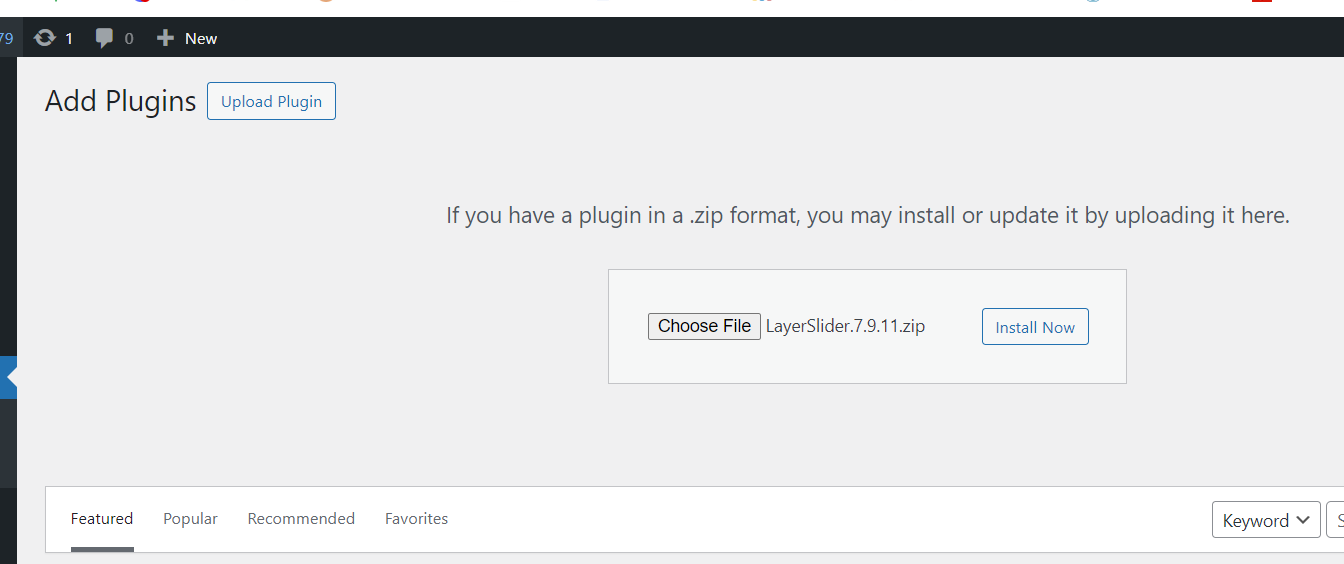 79 1 0 New
Add Plugins Upload Plugin
If you have a plugin in a .zip format, you may install or update it by uploading it here.
Choose File LayerSlider.7.9.11.zip Install Now
Featured Popular Recommended Favorites Keyword